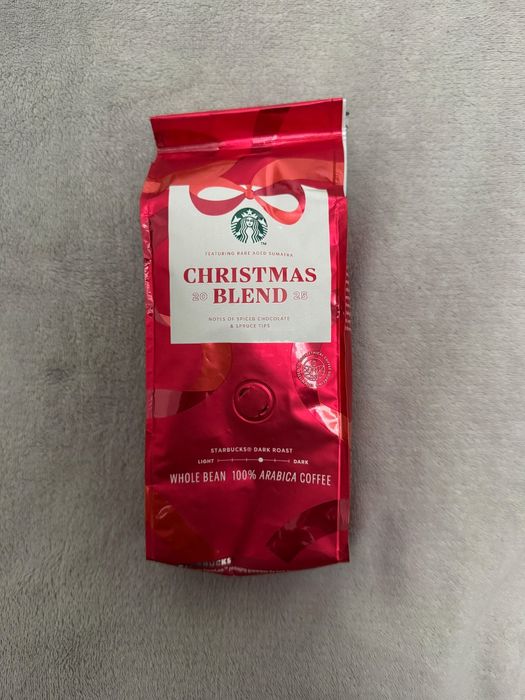 FEATURING RARE AGED SUMATRA
CHRISTMAS
20 BLEND 25
NOTES OF SPICED CHOCOLATE
& SPRUCE TIPS
STARBUCKS® DARK ROAST
LIGHT DARK
WHOLE BEAN 100% ARABICA COFFEE